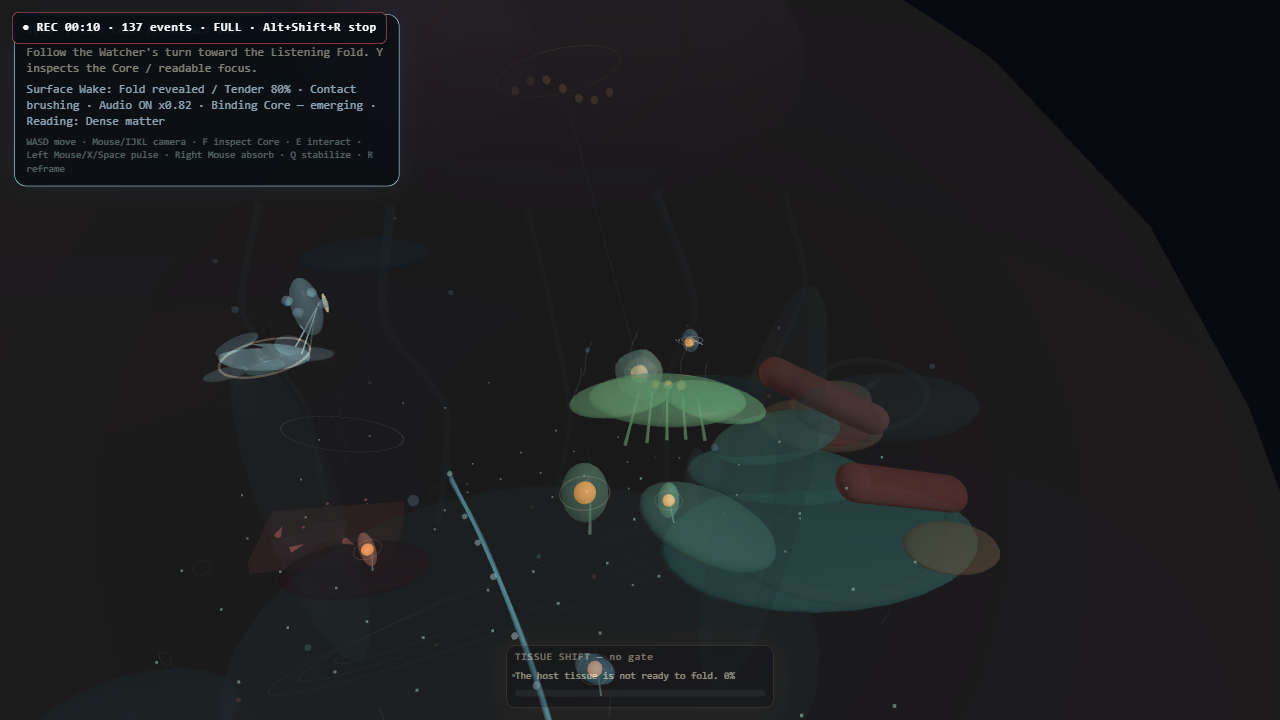 ● REC 00:10 · 137 events · FULL · Alt+Shift+R stop
Follow the Watcher's turn toward the Listening Fold. Y
inspects the Core / readable focus.
Surface Wake: Fold revealed / Tender 80% · Contact
brushing · Audio ON x0.82 · Binding Core — emerging ·
Reading: Dense matter
WASD move · Mouse/IJKL camera · F inspect Core · E interact ·
Left Mouse/X/Space pulse · Right Mouse absorb · Q stabilize · R
reframe
TISSUE SHIFT — no gate
The host tissue is not ready to fold. 0%